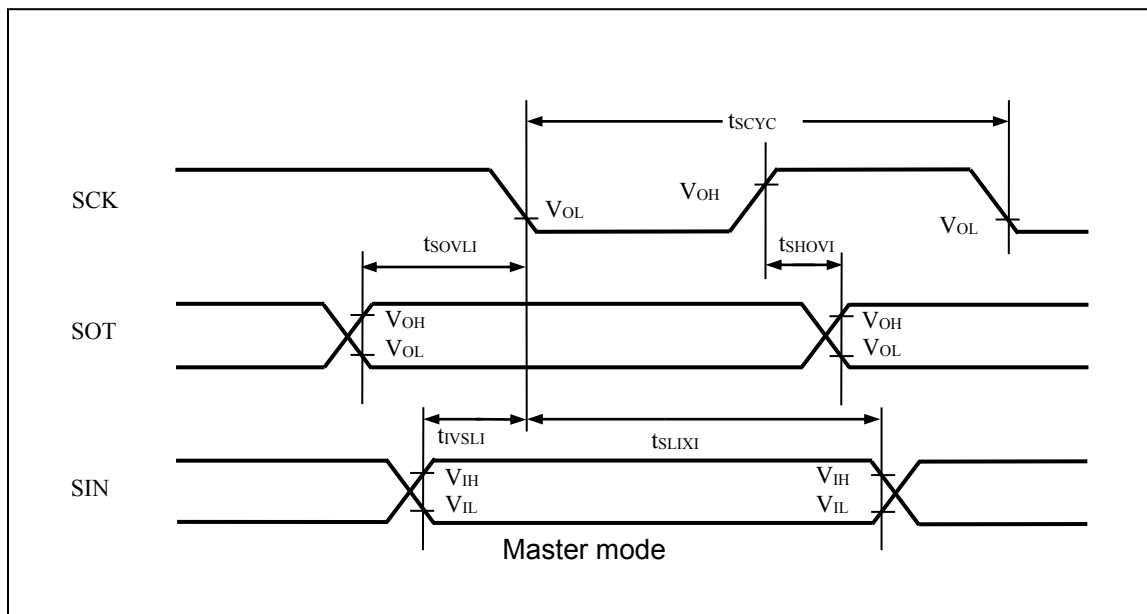 tSCYC
SCK
VOH
VOL
VOL
tSOVLI
tSHOVI
SOT
VOH
VOH
VOL
VOL
tIVSLI
tSLIXI
SIN
VIH
VIH
VIL
VIL
Master mode